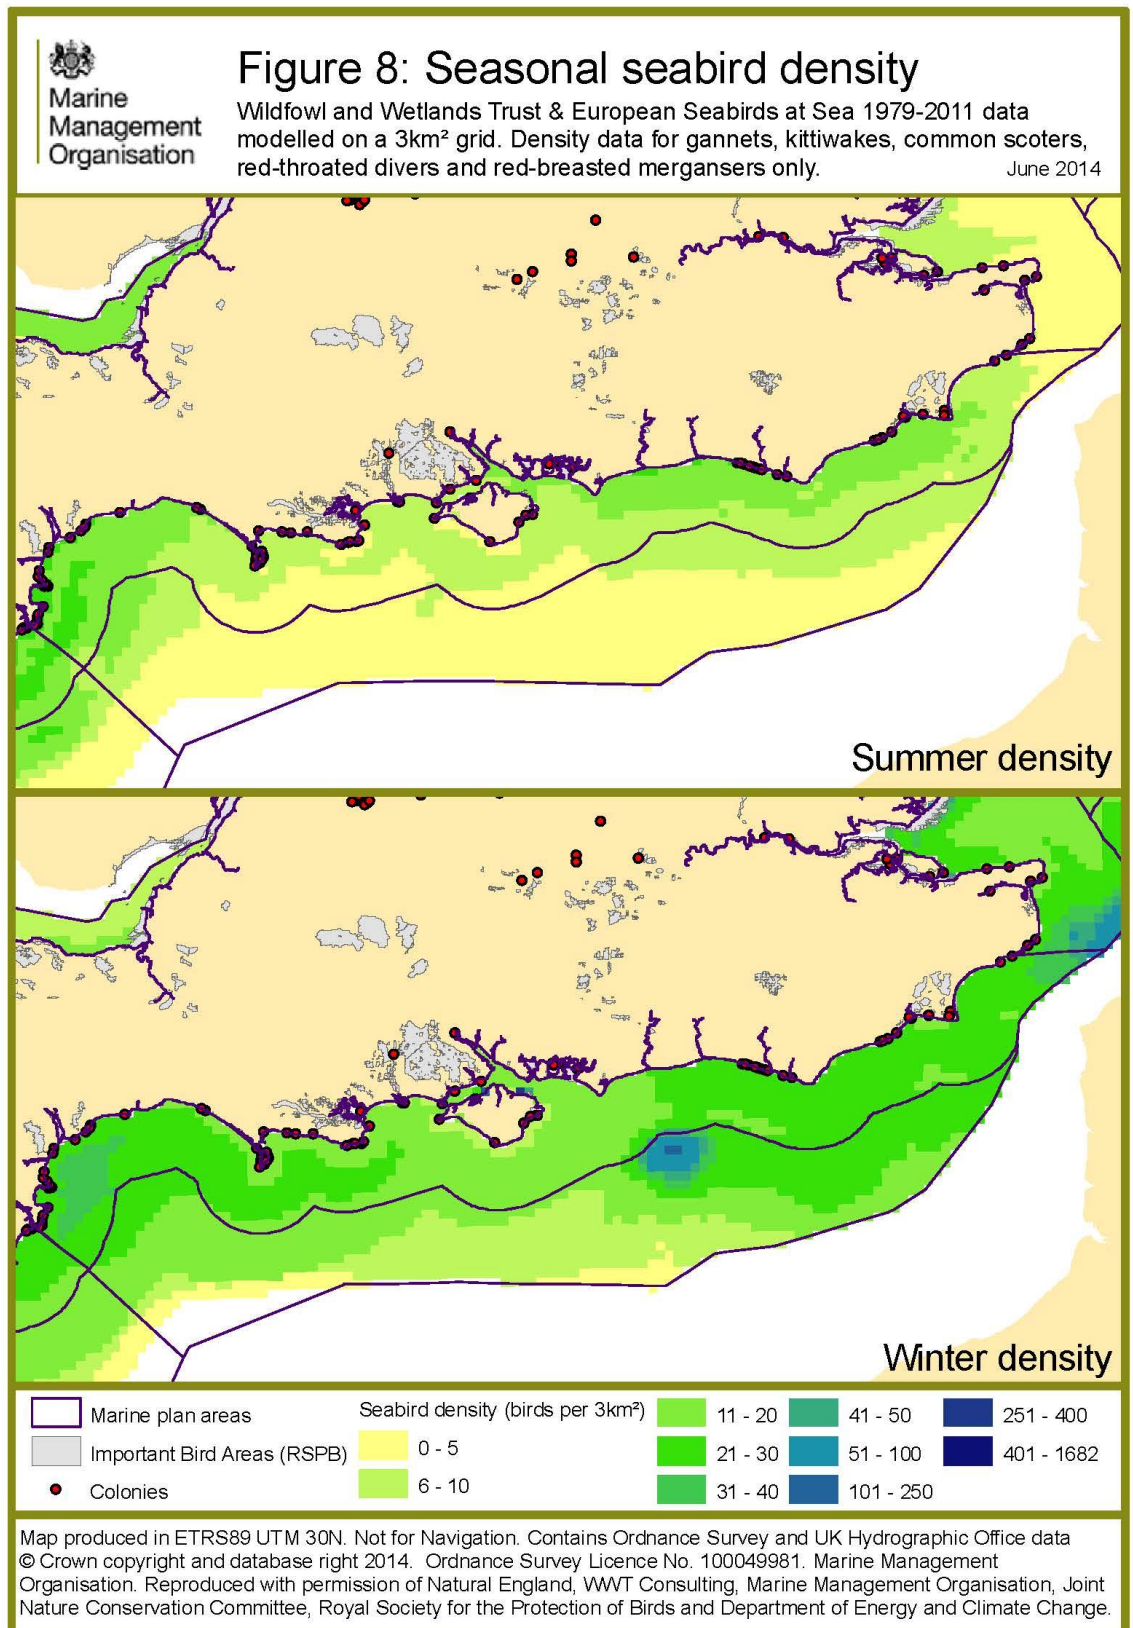 Marine
Management
Organisation
Figure 8: Seasonal seabird density
Wildfowl and Wetlands Trust & European Seabirds at Sea 1979-2011 data
modelled on a 3km² grid. Density data for gannets, kittiwakes, common scoters,
red-throated divers and red-breasted mergansers only.
June 2014
Summer density
Winter density
Marine plan areas
Important Bird Areas (RSPB)
Colonies
Seabird density (birds per 3km²)
0 - 5
6 - 10
11 - 20
21 - 30
31 - 40
41 - 50
51 - 100
101 - 250
251 - 400
401 - 1682
Map produced in ETRS89 UTM 30N. Not for Navigation. Contains Ordnance Survey and UK Hydrographic Office data
© Crown copyright and database right 2014. Ordnance Survey Licence No. 100049981. Marine Management
Organisation. Reproduced with permission of Natural England, WWT Consulting, Marine Management Organisation, Joint
Nature Conservation Committee, Royal Society for the Protection of Birds and Department of Energy and Climate Change.